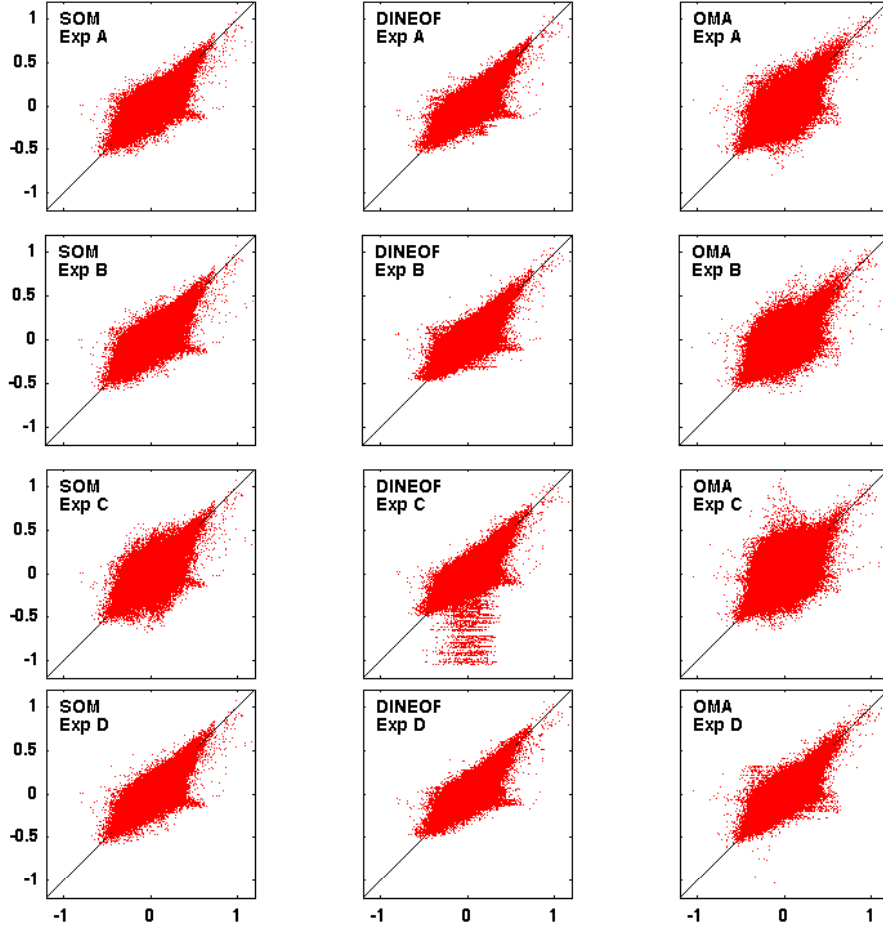 SOM
Exp A
DINEOF
Exp A
OMA
Exp A
1
0.5
0
-0.5
-1
SOM
Exp B
DINEOF
Exp B
OMA
Exp B
1
0.5
0
-0.5
-1
SOM
Exp C
DINEOF
Exp C
OMA
Exp C
1
0.5
0
-0.5
-1
SOM
Exp D
DINEOF
Exp D
OMA
Exp D
1
0.5
0
-0.5
-1
-1 0 1
-1 0 1
-1 0 1